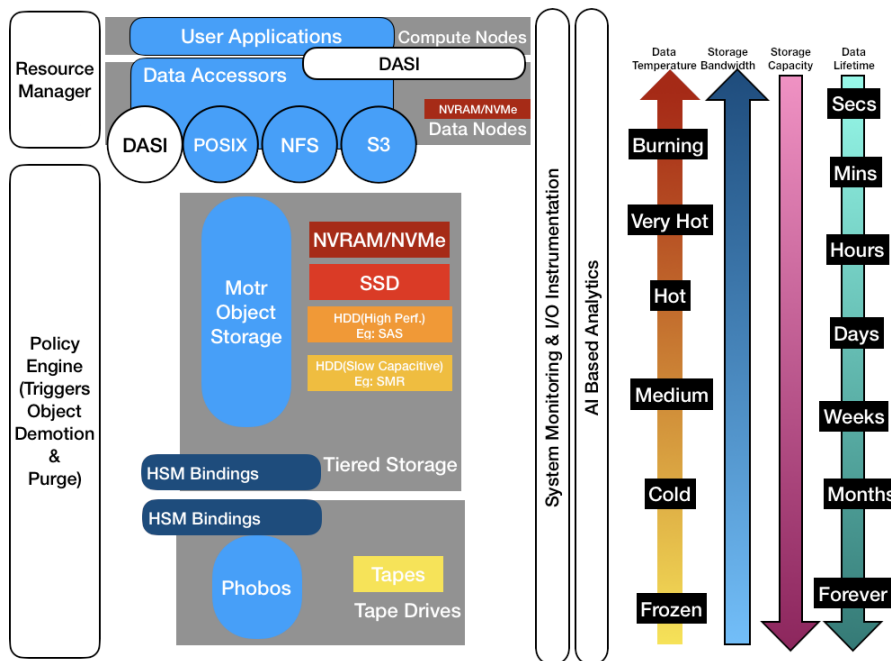 Resource
Manager
User Applications
Compute Nodes
DASI
Data Accessors
NVRAM/NVMe
Data Nodes
DASI
POSIX
NFS
S3
Policy
Engine
(Triggers
Object
Demotion
&
Purge)
Motr
Object
Storage
NVRAM/NVMe
SSD
HDD(High Perf.)
Eg: SAS
HDD(Slow Capacitive)
Eg: SMR
HSM Bindings
Tiered Storage
HSM Bindings
Phobos
Tapes
Tape Drives
System Monitoring & I/O Instrumentation
AI Based Analytics
Data
Temperature
Storage
Bandwidth
Storage
Capacity
Data
Lifetime
Burning
Very Hot
Hot
Medium
Cold
Frozen
Secs
Mins
Hours
Days
Weeks
Months
Forever